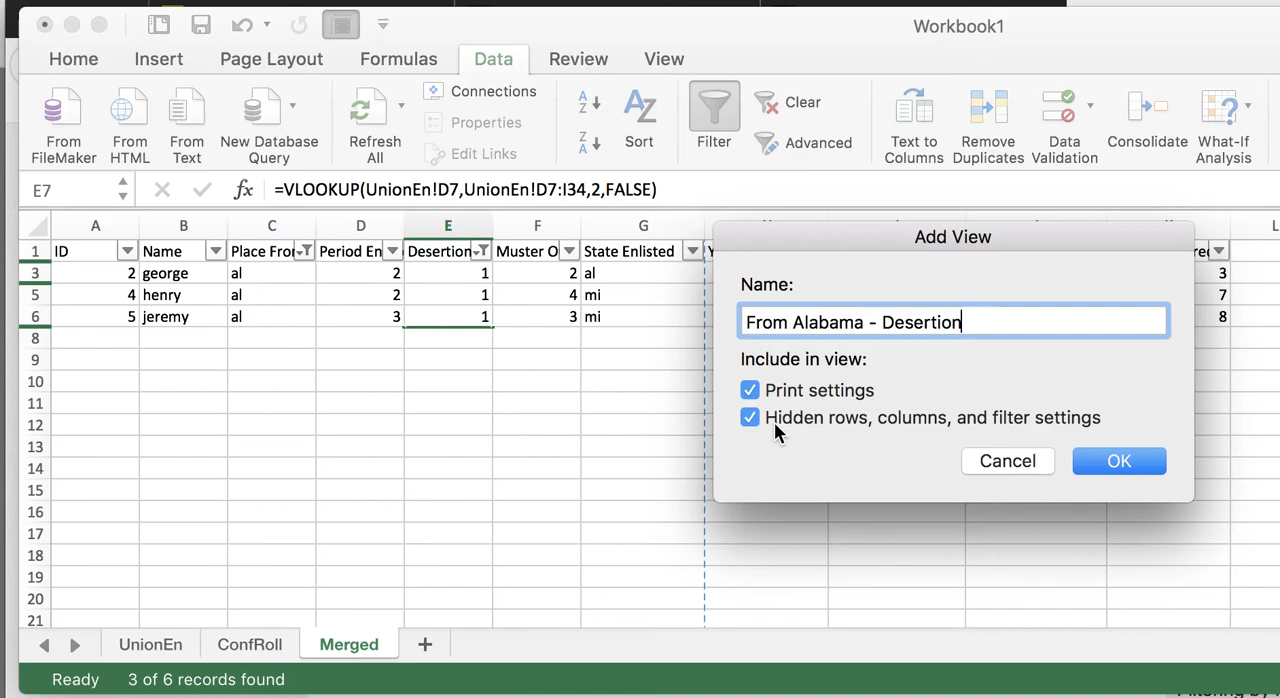 Workbook1
Home Insert Page Layout Formulas Data Review View
From FileMaker
From HTML
From Text
New Database Query
Refresh All
Connections
Properties
Edit Links
A Z
Z A
A Z
Sort
Filter
Clear
Advanced
Text to Columns
Remove Duplicates
Data Validation
Consolidate
What-If Analysis
E7 fx =VLOOKUP(UnionEn!D7,UnionEn!D7:I34,2,FALSE)
A B C D E F G L
1 ID Name Place Fro Period En Desertion Muster O State Enlisted
3 2 george al 2 1 2 al 3
5 4 henry al 2 1 4 mi 7
6 5 jeremy al 3 1 3 mi 8
8
9
10
11
12
13
14
15
16
17
18
19
20
21
Add View
Name:
From Alabama - Desertion
Include in view:
Print settings
Hidden rows, columns, and filter settings
Cancel OK
UnionEn ConfRoll Merged +
Ready 3 of 6 records found